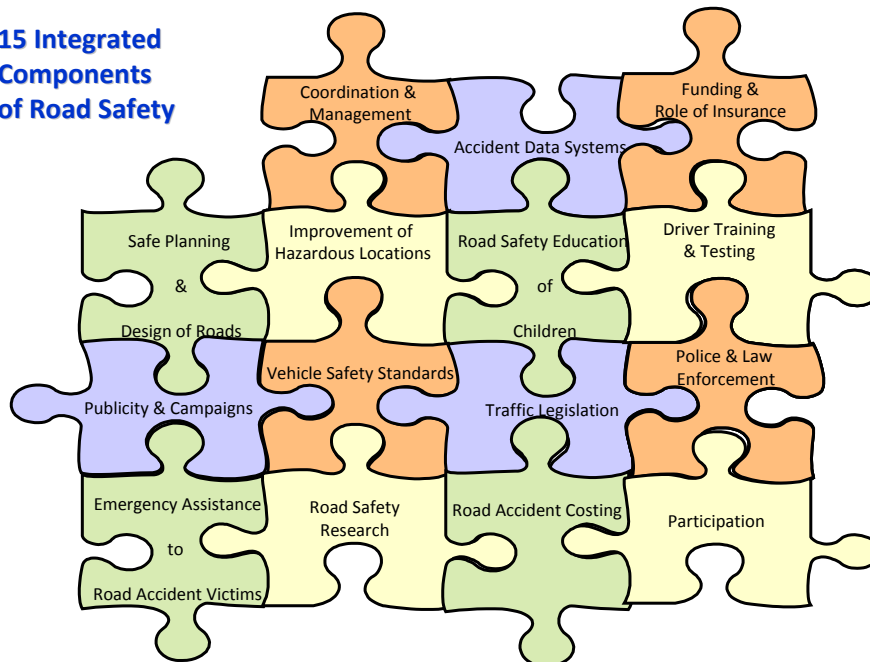 15 Integrated
Components
of Road Safety
Coordination &
Management
Accident Data Systems
Funding &
Role of Insurance
Safe Planning
&
Design of Roads
Improvement of
Hazardous Locations
Road Safety Education
of
Children
Driver Training
& Testing
Publicity & Campaigns
Vehicle Safety Standards
Traffic Legislation
Police & Law
Enforcement
Emergency Assistance
to
Road Accident Victims
Road Safety
Research
Road Accident Costing
Participation